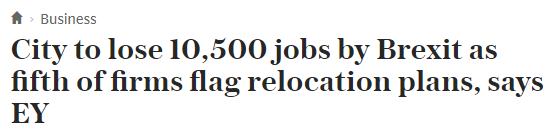 Business
City to lose 10,500 jobs by Brexit as
fifth of firms flag relocation plans, says
EY